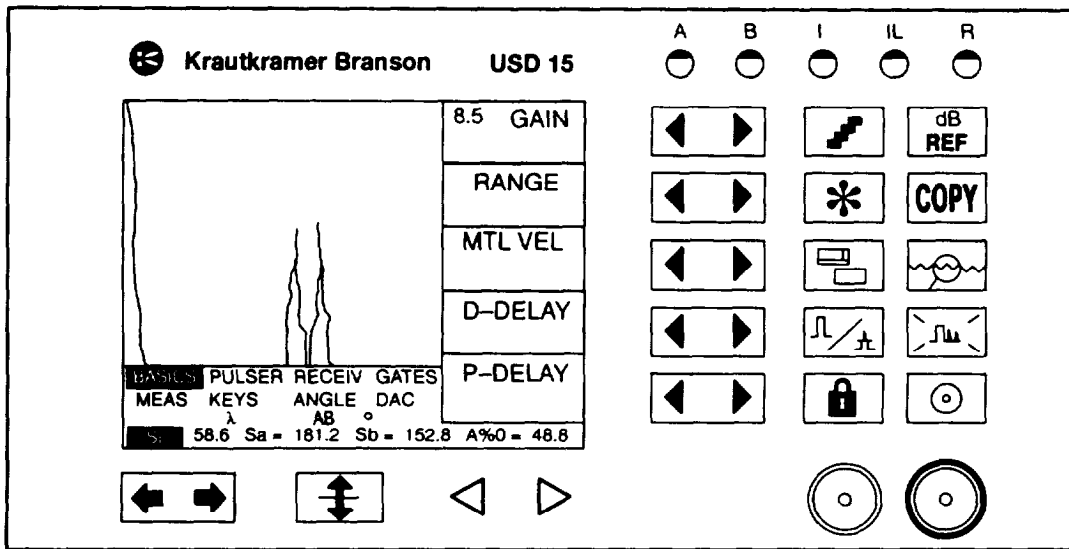 A B I IL R
Krautkramer Branson USD 15
8.5 GAIN
dB
REF
RANGE
COPY
MTL VEL
D–DELAY
P–DELAY
BASICS PULSER RECEIV GATES
MEAS KEYS ANGLE DAC
λ AB °
58.6 Sa = 181.2 Sb = 152.8 A%0 = 48.8